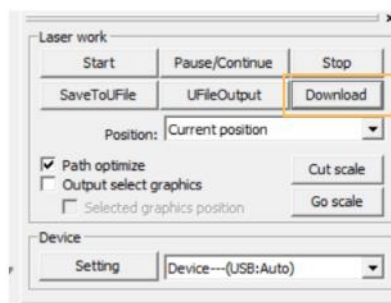 Laser work
Start Pause/Continue Stop
SaveToUFile UFileOutput Download
Position: Current position
Path optimize Cut scale
Output select graphics
Selected graphics position Go scale
Device
Setting Device---(USB:Auto)